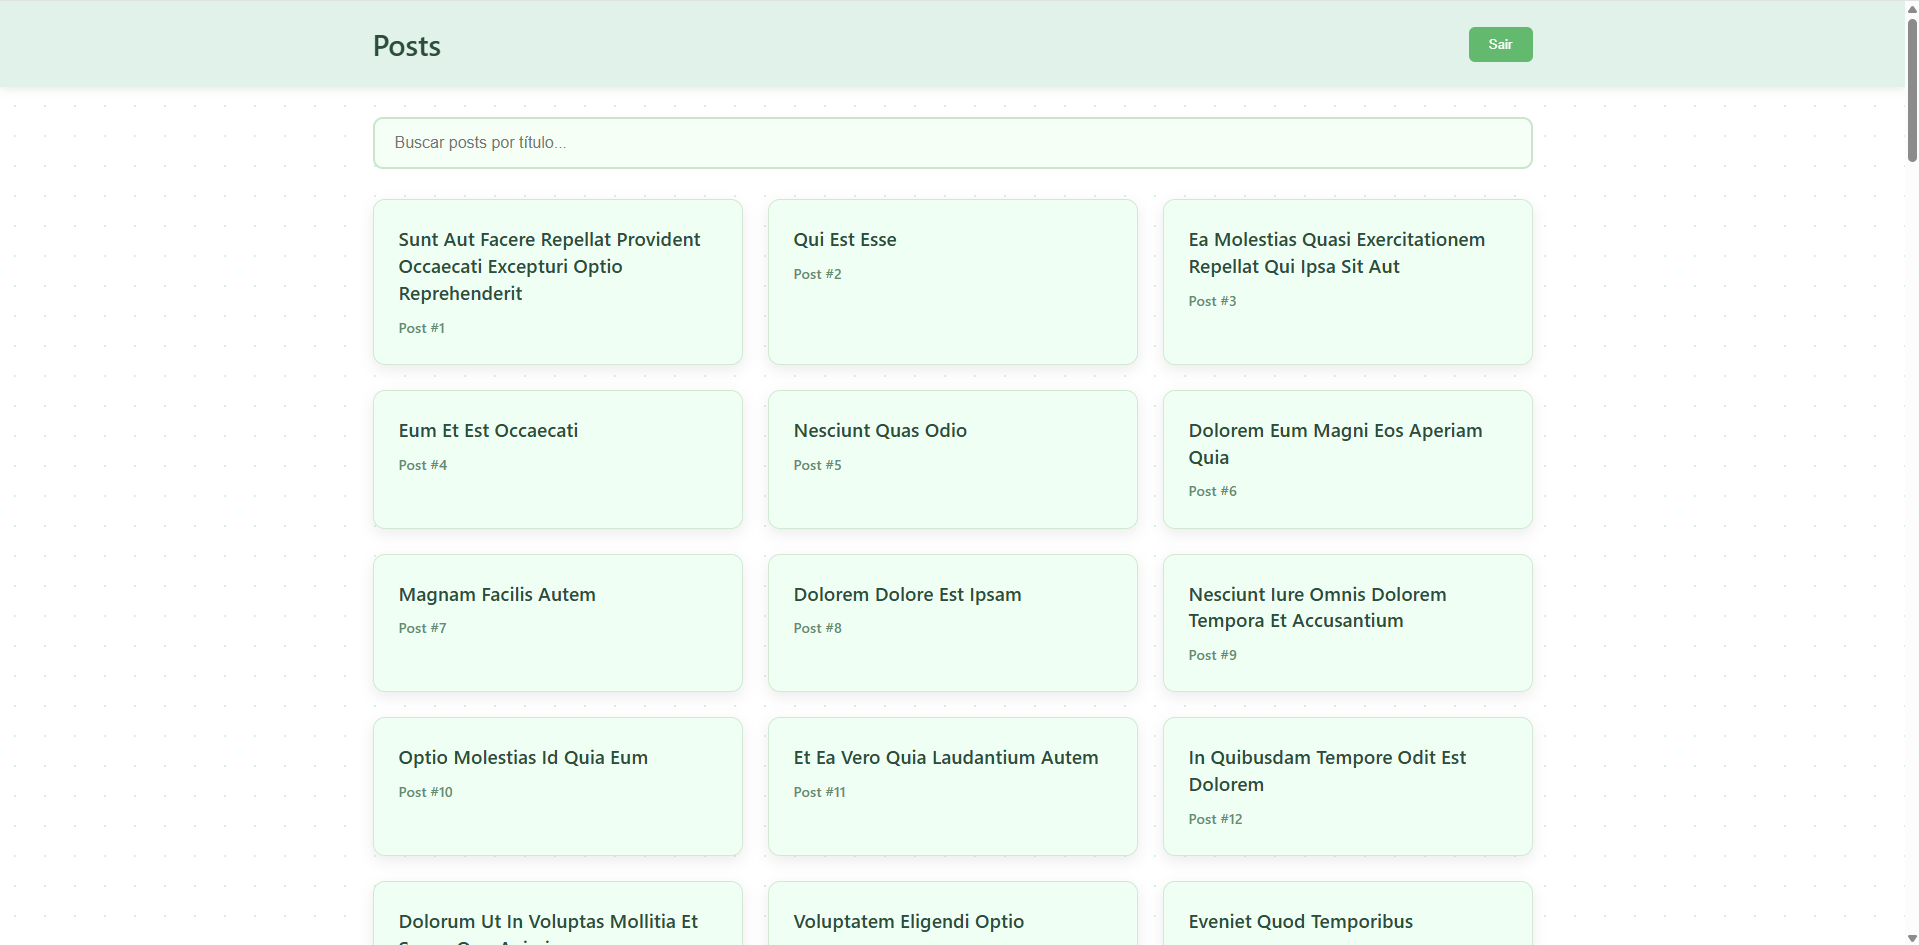 Posts
Sair
Buscar posts por título...
Sunt Aut Facere Repellat Provident
Occaecati Excepturi Optio
Reprehenderit
Post #1
Qui Est Esse
Post #2
Ea Molestias Quasi Exercitationem
Repellat Qui Ipsa Sit Aut
Post #3
Eum Et Est Occaecati
Post #4
Nesciunt Quas Odio
Post #5
Dolorem Eum Magni Eos Aperiam
Quia
Post #6
Magnam Facilis Autem
Post #7
Dolorem Dolore Est Ipsam
Post #8
Nesciunt Iure Omnis Dolorem
Tempora Et Accusantium
Post #9
Optio Molestias Id Quia Eum
Post #10
Et Ea Vero Quia Laudantium Autem
Post #11
In Quibusdam Tempore Odit Est
Dolorem
Post #12
Dolorum Ut In Voluptas Mollitia Et
Voluptatem Eligendi Optio
Eveniet Quod Temporibus